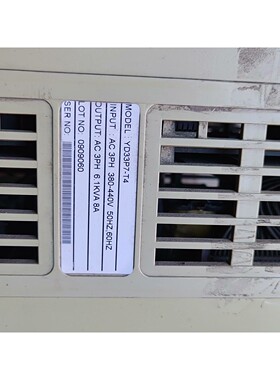 MODEL : YD33P7-T4
INPUT : AC 3PH 380-440V 50HZ,60HZ
OUTPUT: AC 3PH 6.1KVA 8A
LOT NO: 0909060
SER NO: